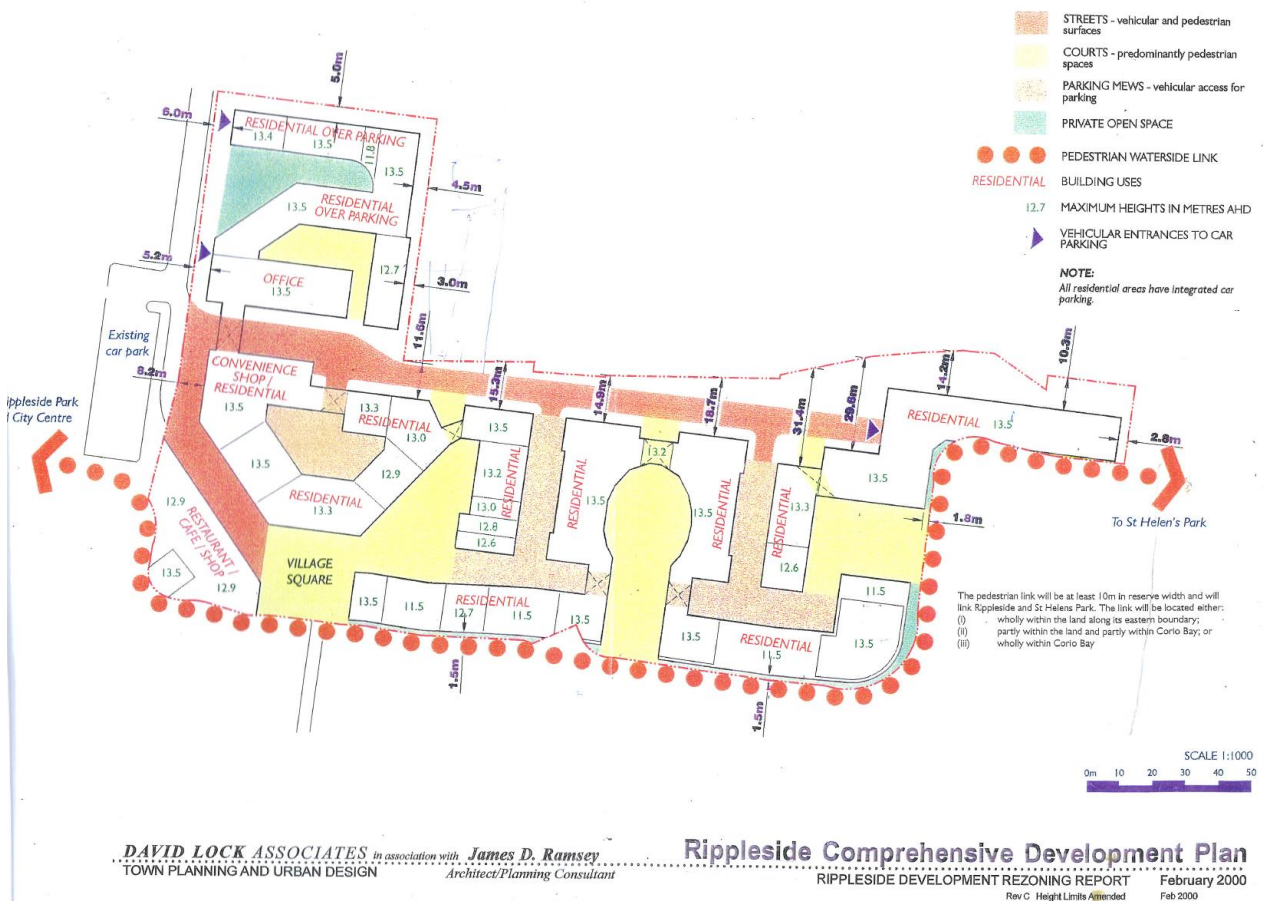 STREETS - vehicular and pedestrian
surfaces
COURTS - predominantly pedestrian
spaces
PARKING MEWS - vehicular access for
parking
PRIVATE OPEN SPACE
PEDESTRIAN WATERSIDE LINK
RESIDENTIAL BUILDING USES
12.7 MAXIMUM HEIGHTS IN METRES AHD
VEHICULAR ENTRANCES TO CAR
PARKING
NOTE:
All residential areas have integrated car
parking.
5.0m
6.0m
RESIDENTIAL OVER PARKING
13.4
13.5
11.8
13.5
4.5m
13.5
RESIDENTIAL
OVER PARKING
5.2m
OFFICE
13.5
12.7
3.0m
Existing
car park
11.6m
8.2m
CONVENIENCE
SHOP /
RESIDENTIAL
13.5
ippleside Park
City Centre
13.3
RESIDENTIAL
13.0
13.5
12.9
RESIDENTIAL
13.3
15.3m
14.9m
18.7m
31.4m
29.6m
14.2m
10.3m
13.5
13.2
RESIDENTIAL
13.0
12.8
12.6
RESIDENTIAL
13.5
13.2
13.5
RESIDENTIAL
RESIDENTIAL
13.3
12.6
RESIDENTIAL
13.5
13.5
2.8m
1.8m
To St Helen's Park
12.9
RESTAURANT /
CAFE / SHOP
13.5
12.9
VILLAGE
SQUARE
13.5
11.5
RESIDENTIAL
12.7
11.5
13.5
1.5m
13.5
RESIDENTIAL
11.5
13.5
11.5
1.5m
The pedestrian link will be at least 10m in reserve width and will
link Rippleside and St Helens Park. The link will be located either:
(i) wholly within the land along its eastern boundary;
(ii) partly within the land and partly within Corio Bay; or
(iii) wholly within Corio Bay
SCALE 1:1000
0m 10 20 30 40 50
DAVID LOCK ASSOCIATES in association with James D. Ramsey
TOWN PLANNING AND URBAN DESIGN Architect/Planning Consultant
Rippleside Comprehensive Development Plan
RIPPLESIDE DEVELOPMENT REZONING REPORT February 2000
Rev C Height Limits Amended Feb 2000